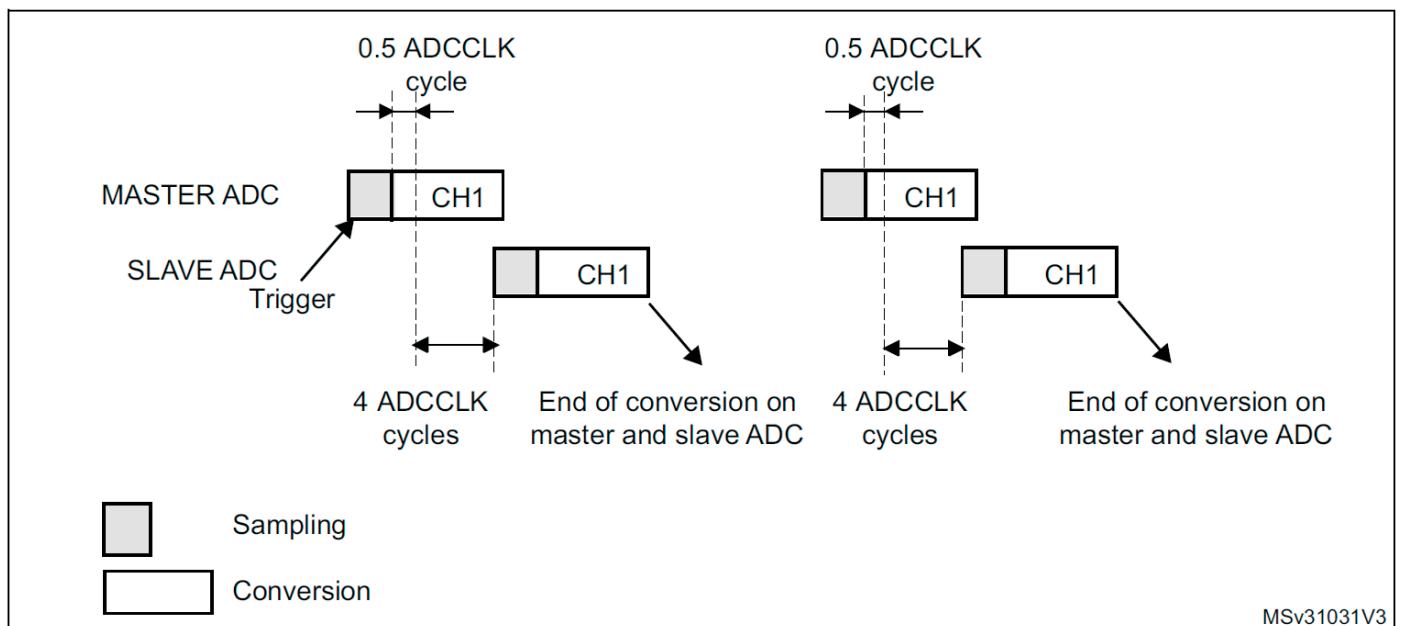 0.5 ADCCLK
cycle
0.5 ADCCLK
cycle
MASTER ADC
CH1
CH1
SLAVE ADC
CH1
CH1
Trigger
4 ADCCLK
cycles
End of conversion on
master and slave ADC
4 ADCCLK
cycles
End of conversion on
master and slave ADC
Sampling
Conversion
MSv31031V3